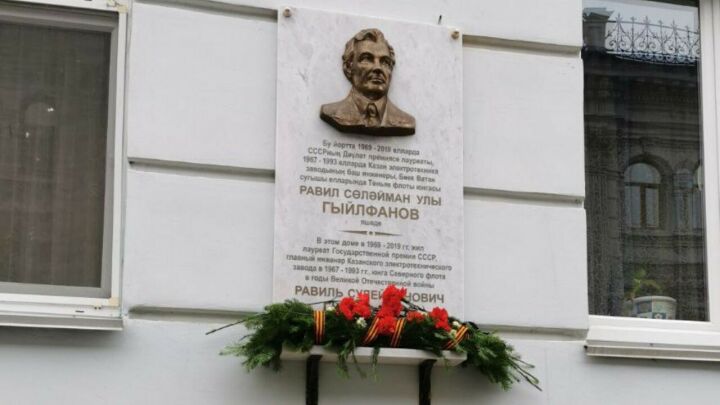 Бу йортта 1969 - 2019 елларда
СССРның Дәүләт премиясе лауреаты,
1967 - 1993 елларда Казан электротехника
заводының баш инженеры, Бөек Ватан
сугышы елларында Төньяк флоты юнгасы
РАВИЛ СӨЛӘЙМАН УЛЫ
ГЫЙЛФАНОВ
яшәде
В этом доме в 1969 - 2019 гг. жил
лауреат Государственной премии СССР,
главный инженер Казанского электротехнического
завода в 1967 - 1993 гг., юнга Северного флота
в годы Великой Отечественной войны
РАВИЛЬ